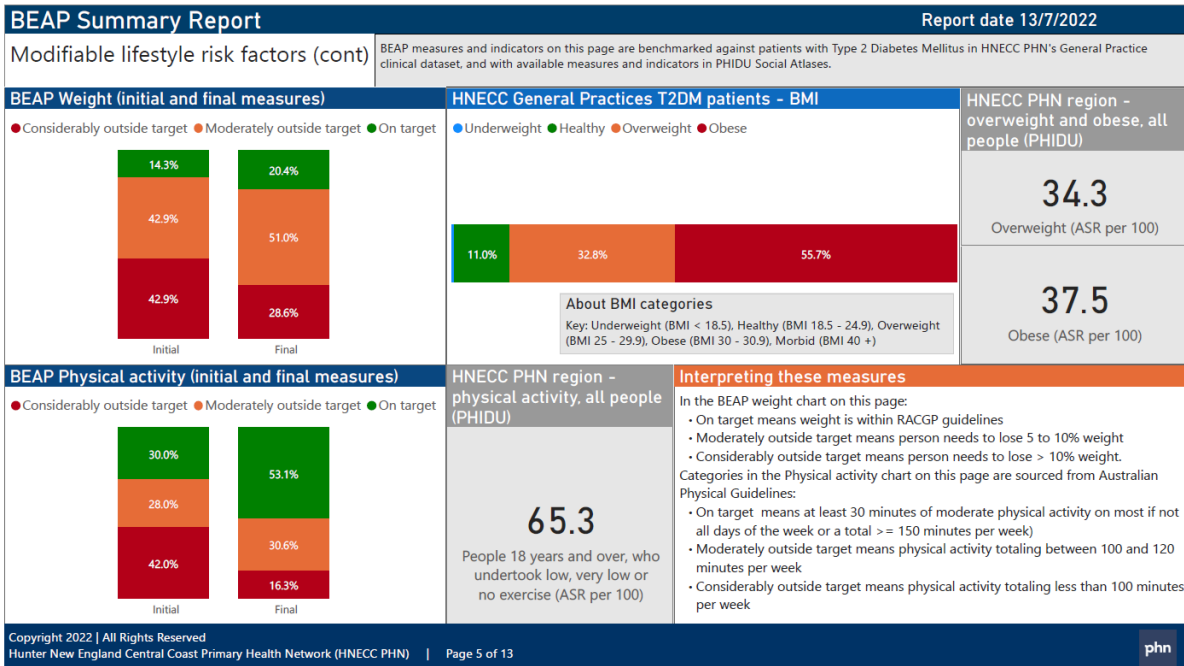 BEAP Summary Report
Report date 13/7/2022
Modifiable lifestyle risk factors (cont)
BEAP measures and indicators on this page are benchmarked against patients with Type 2 Diabetes Mellitus in HNECC PHN's General Practice
clinical dataset, and with available measures and indicators in PHIDU Social Atlases.
BEAP Weight (initial and final measures)
Considerably outside target Moderately outside target On target
14.3%
42.9%
42.9%
Initial
20.4%
51.0%
28.6%
Final
HNECC General Practices T2DM patients - BMI
Underweight Healthy Overweight Obese
11.0%
32.8%
55.7%
About BMI categories
Key: Underweight (BMI < 18.5), Healthy (BMI 18.5 - 24.9), Overweight
(BMI 25 - 29.9), Obese (BMI 30 - 30.9), Morbid (BMI 40 +)
HNECC PHN region -
overweight and obese, all
people (PHIDU)
34.3
Overweight (ASR per 100)
37.5
Obese (ASR per 100)
BEAP Physical activity (initial and final measures)
Considerably outside target Moderately outside target On target
30.0%
28.0%
42.0%
Initial
53.1%
30.6%
16.3%
Final
HNECC PHN region -
physical activity, all people
(PHIDU)
65.3
People 18 years and over, who
undertook low, very low or
no exercise (ASR per 100)
Interpreting these measures
In the BEAP weight chart on this page:
• On target means weight is within RACGP guidelines
• Moderately outside target means person needs to lose 5 to 10% weight
• Considerably outside target means person needs to lose > 10% weight.
Categories in the Physical activity chart on this page are sourced from Australian
Physical Guidelines:
• On target means at least 30 minutes of moderate physical activity on most if not
all days of the week or a total >= 150 minutes per week)
• Moderately outside target means physical activity totaling between 100 and 120
minutes per week
• Considerably outside target means physical activity totaling less than 100 minutes
per week
Copyright 2022 | All Rights Reserved
Hunter New England Central Coast Primary Health Network (HNECC PHN) | Page 5 of 13
phn